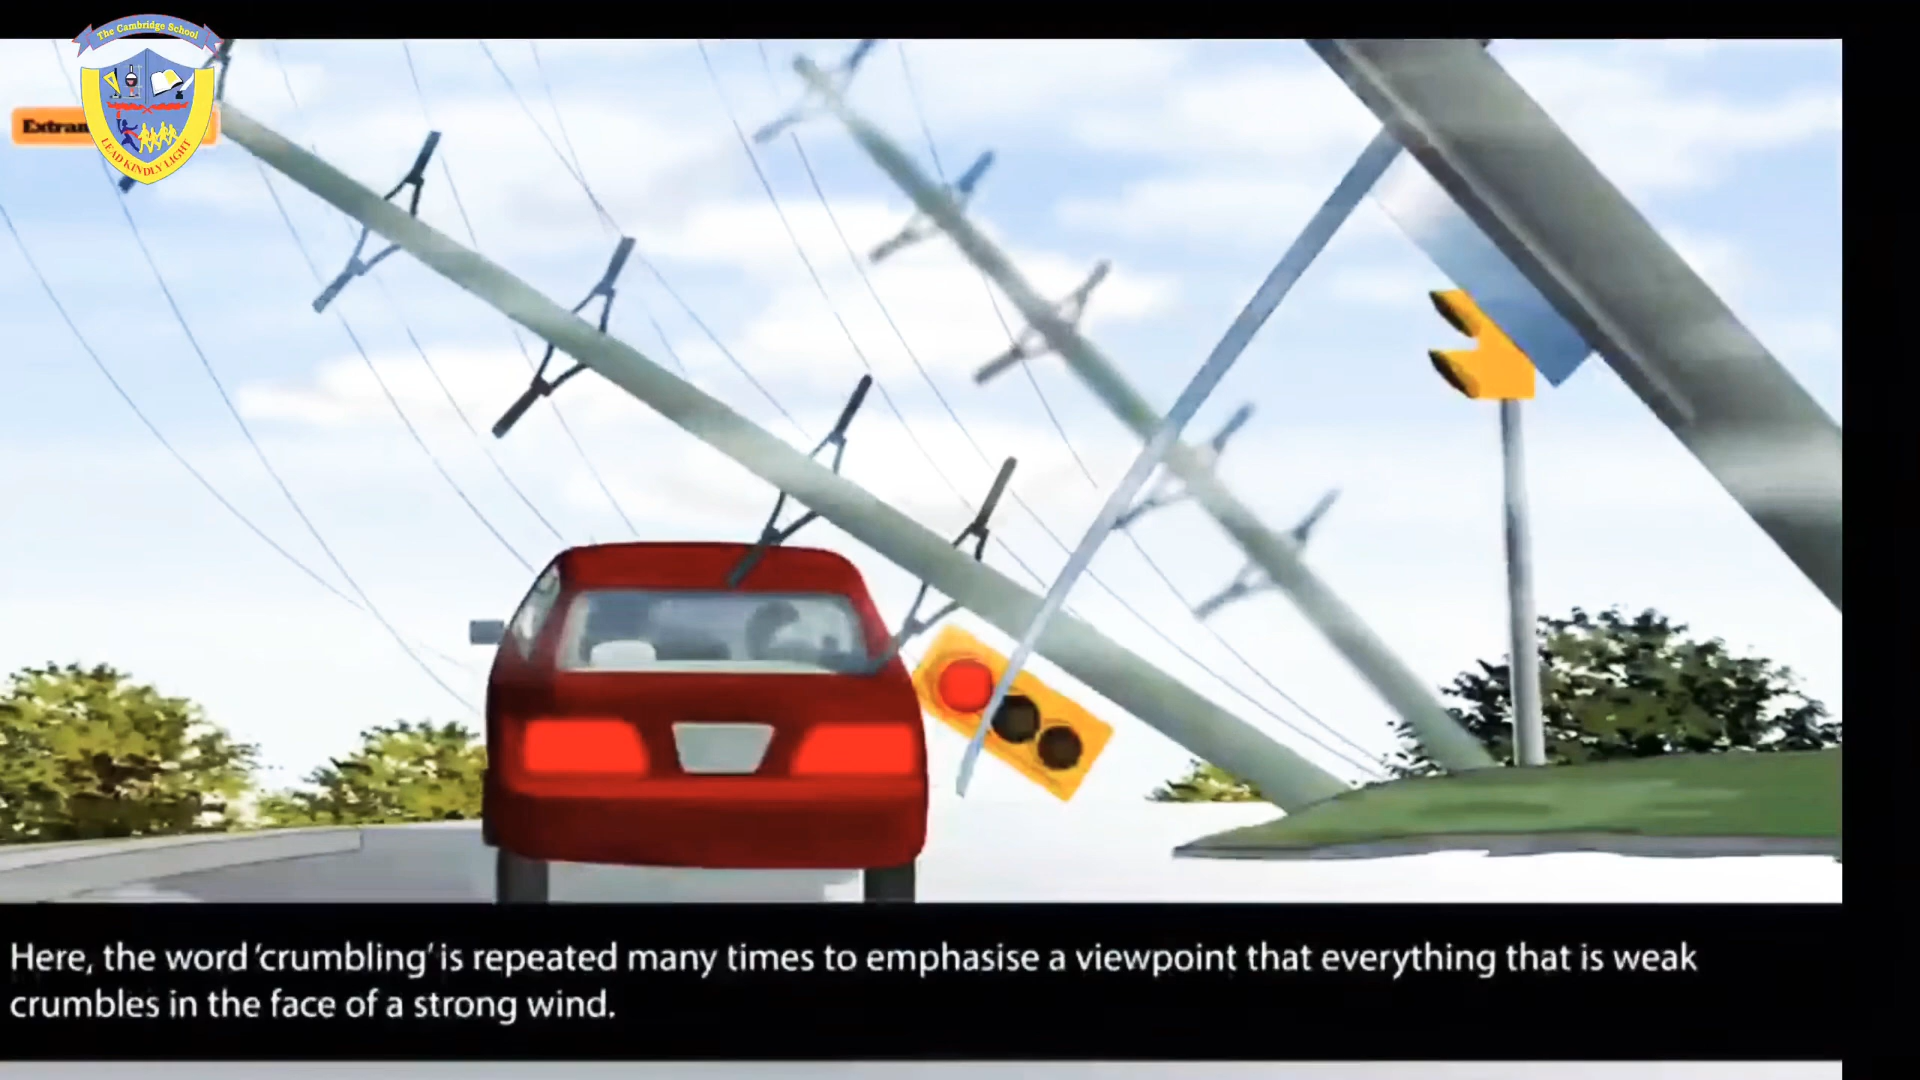 The Cambridge School
LEAD KINDLY LIGHT
Here, the word 'crumbling' is repeated many times to emphasise a viewpoint that everything that is weak
crumbles in the face of a strong wind.